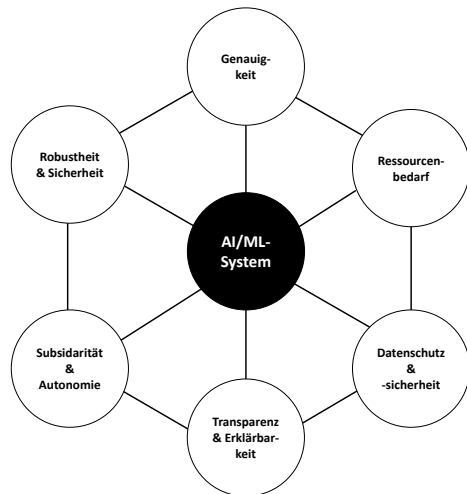 Genauig-
keit
Robustheit
& Sicherheit
Ressourcen-
bedarf
AI/ML-
System
Subsidarität
&
Autonomie
Datenschutz
&
-sicherheit
Transparenz
& Erklärbar-
keit